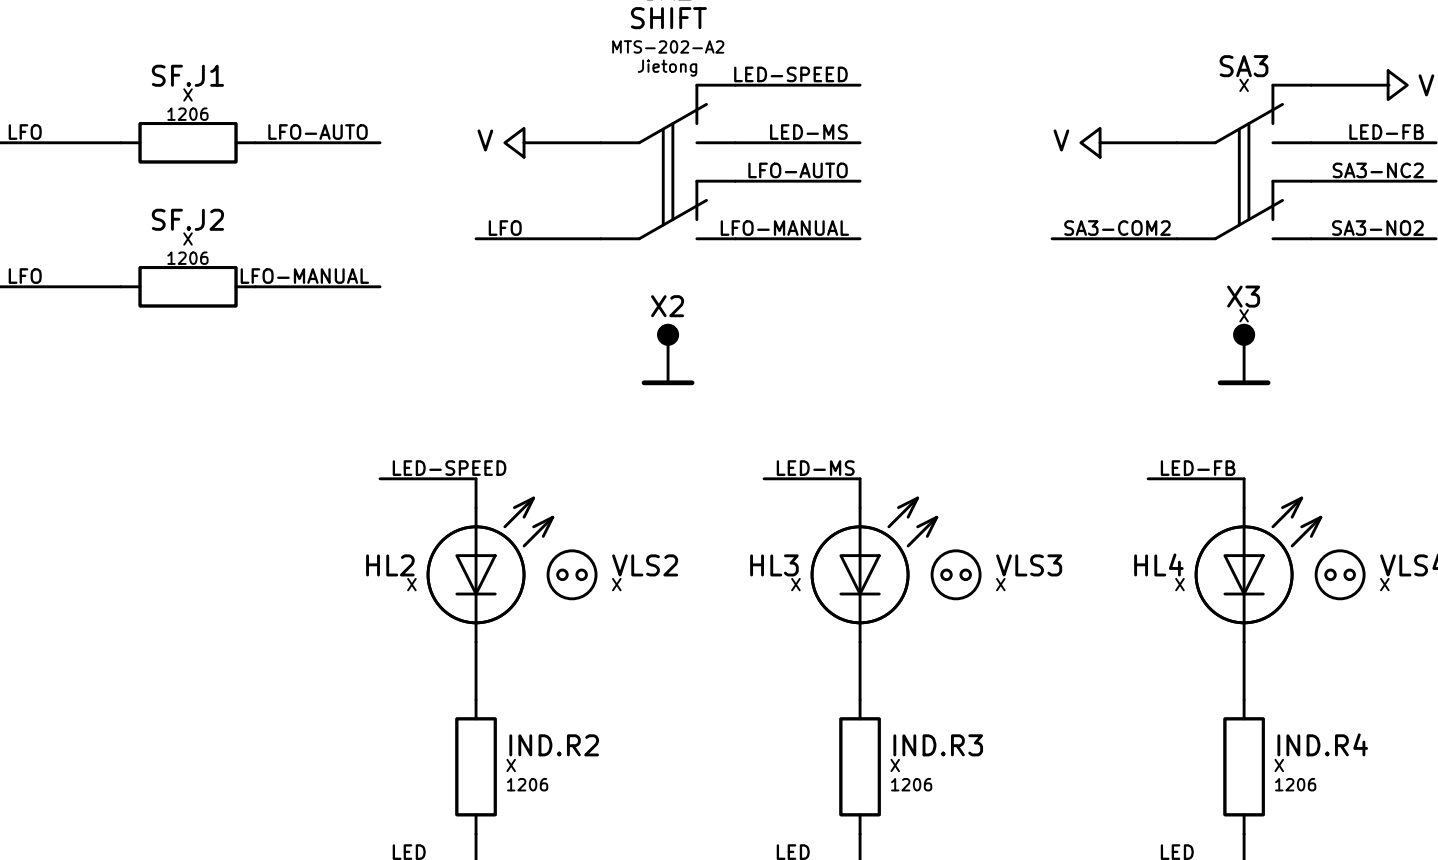 SHIFT
MTS-202-A2
Jietong
SF.J1
X
1206
LFO
LFO-AUTO
SF.J2
X
1206
LFO
LFO-MANUAL
V
LED-SPEED
LED-MS
LFO-AUTO
LFO
LFO-MANUAL
X2
SA3
X
V
V
LED-FB
SA3-NC2
SA3-COM2
SA3-NO2
X3
X
LED-SPEED
HL2
X
VLS2
X
IND.R2
X
1206
LED
LED-MS
HL3
X
VLS3
X
IND.R3
X
1206
LED
LED-FB
HL4
X
VLS4
X
IND.R4
X
1206
LED